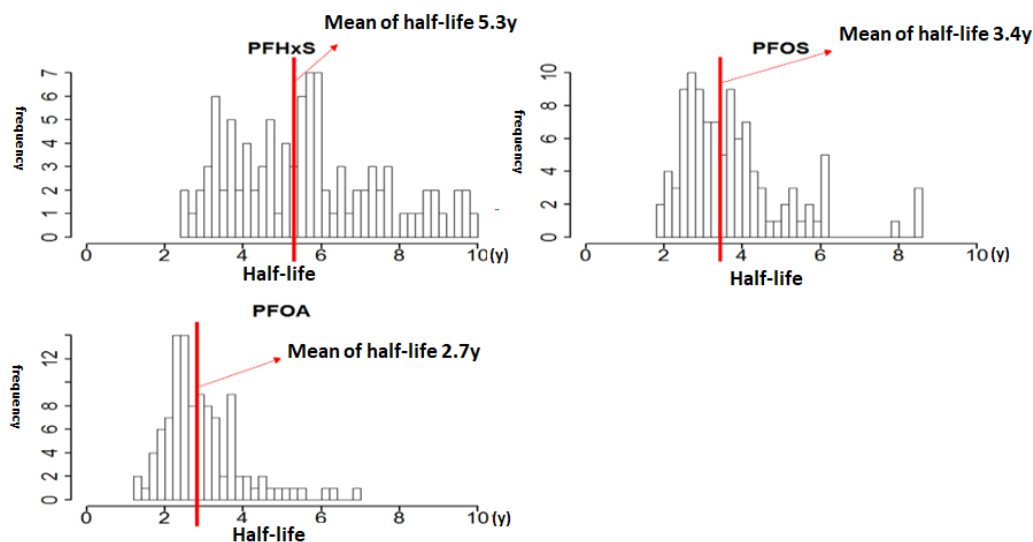 Mean of half-life 5.3y
PFHxS
frequency
0 1 2 3 4 5 6 7
0 2 4 6 8 10 (y)
Half-life
Mean of half-life 3.4y
PFOS
frequency
0 2 4 6 8 10
0 2 4 6 8 10 (y)
Half-life
PFOA
Mean of half-life 2.7y
frequency
0 2 4 6 8 12
0 2 4 6 8 10 (y)
Half-life